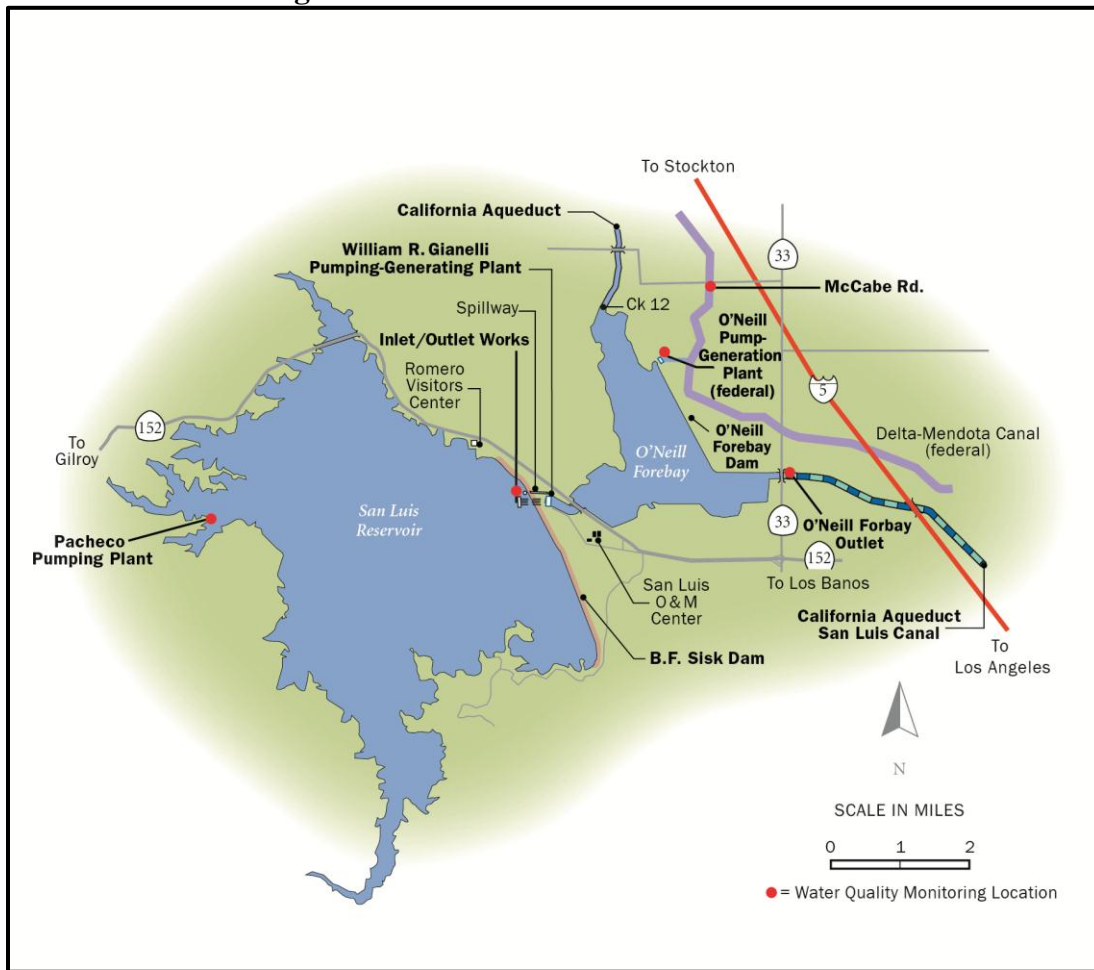 To Stockton
California Aqueduct
William R. Gianelli
Pumping-Generating Plant
33
McCabe Rd.
Spillway
Ck 12
O'Neill
Pump-
Generation
Plant
(federal)
Inlet/Outlet Works
Romero
Visitors
Center
5
152
To
Gilroy
O'Neill
Forebay
O'Neill
Forebay
Dam
Delta-Mendota Canal
(federal)
San Luis
Reservoir
Pacheco
Pumping Plant
33
O'Neill Forbay
Outlet
152
To Los Banos
San Luis
O & M
Center
California Aqueduct
San Luis Canal
B.F. Sisk Dam
To
Los Angeles
N
SCALE IN MILES
0 1 2
= Water Quality Monitoring Location